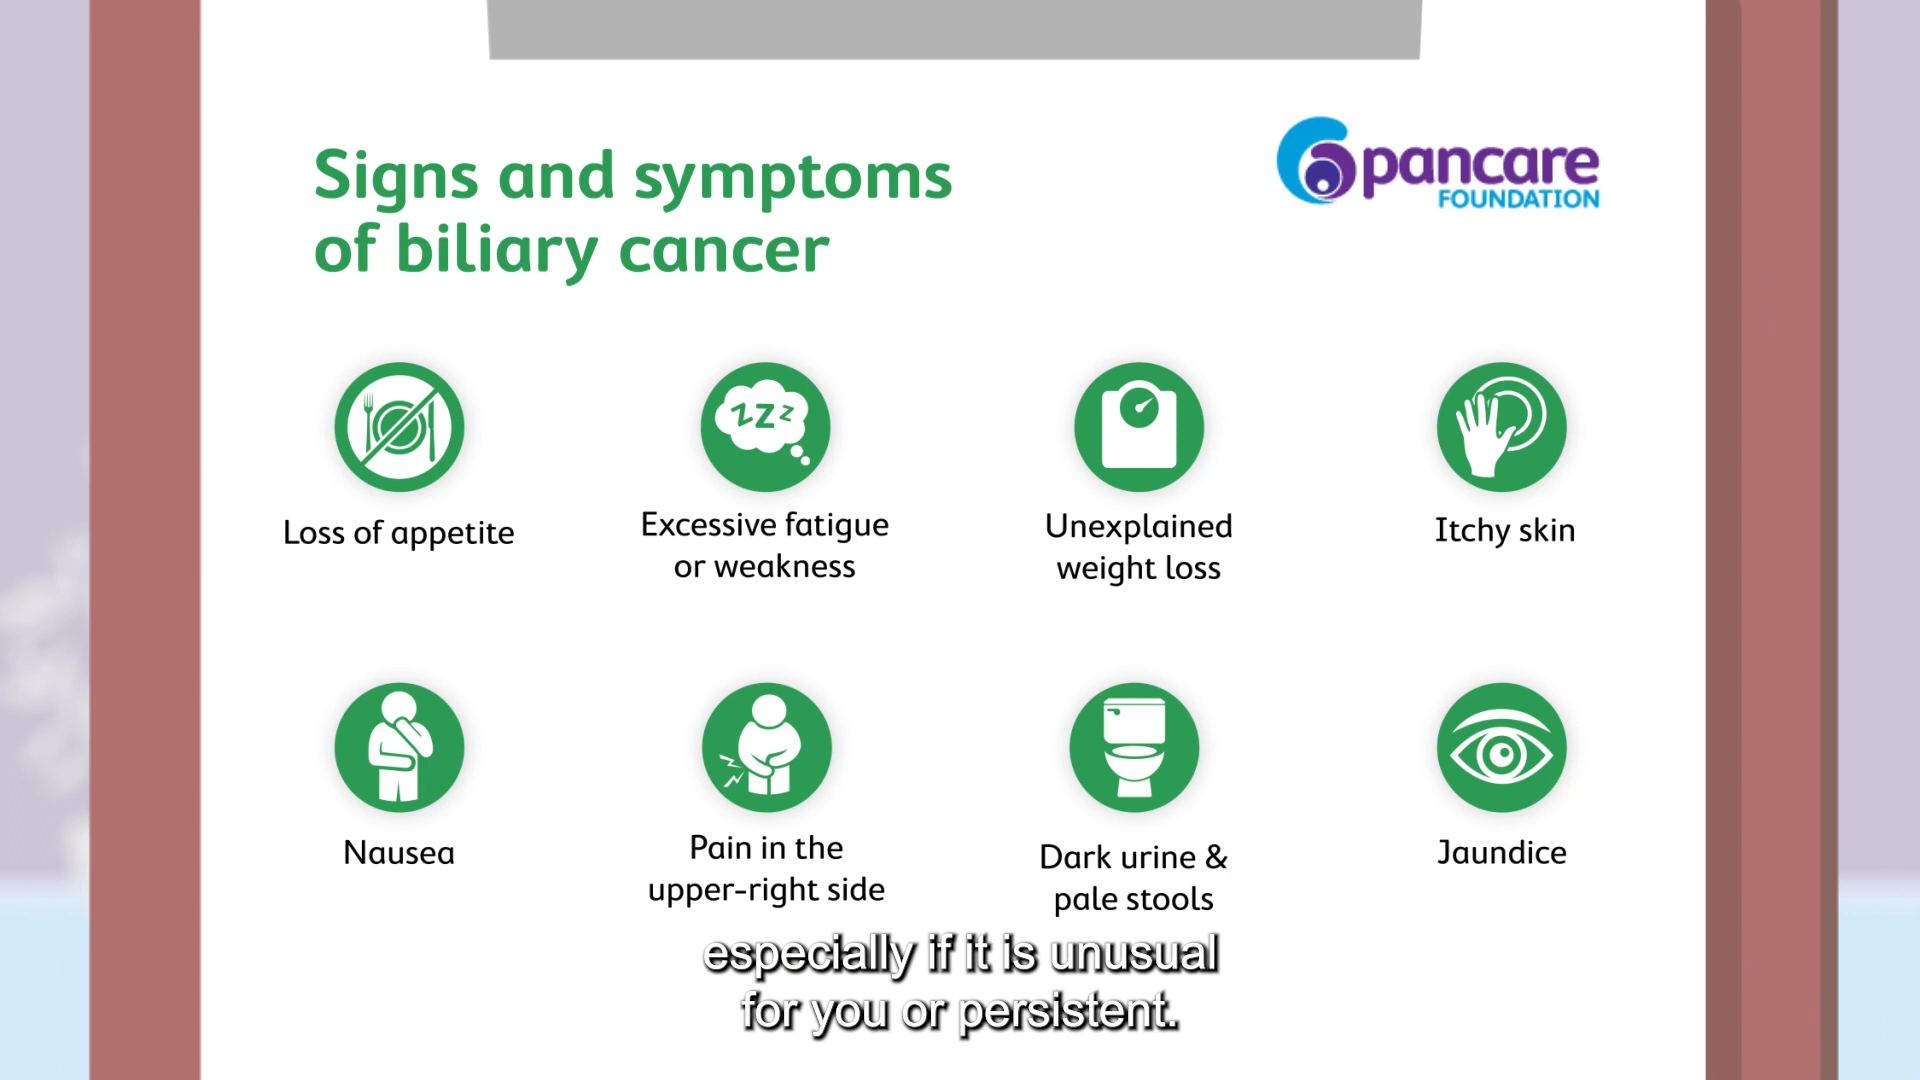 Signs and symptoms
of biliary cancer
pancare
FOUNDATION
zzz
Loss of appetite
Excessive fatigue
or weakness
Unexplained
weight loss
Itchy skin
Nausea
Pain in the
upper-right side
Dark urine &
pale stools
Jaundice
especially if it is unusual
for you or persistent.